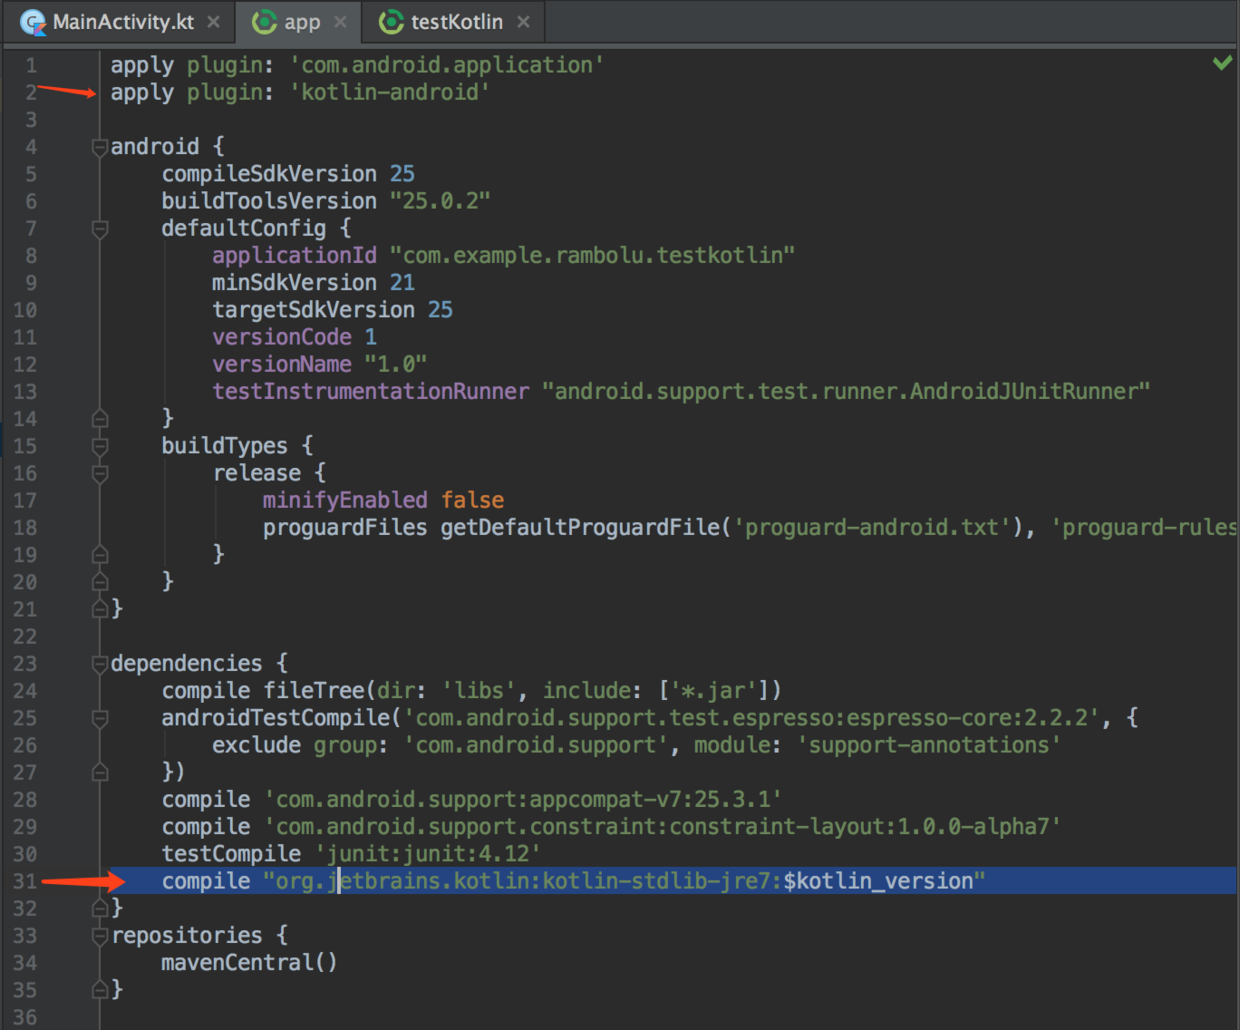 MainActivity.kt app testKotlin
1 apply plugin: 'com.android.application'
2 apply plugin: 'kotlin-android'
3
4 android {
5 compileSdkVersion 25
6 buildToolsVersion "25.0.2"
7 defaultConfig {
8 applicationId "com.example.rambolu.testkotlin"
9 minSdkVersion 21
10 targetSdkVersion 25
11 versionCode 1
12 versionName "1.0"
13 testInstrumentationRunner "android.support.test.runner.AndroidJUnitRunner"
14 }
15 buildTypes {
16 release {
17 minifyEnabled false
18 proguardFiles getDefaultProguardFile('proguard-android.txt'), 'proguard-rules
19 }
20 }
21 }
22
23 dependencies {
24 compile fileTree(dir: 'libs', include: ['*.jar'])
25 androidTestCompile('com.android.support.test.espresso:espresso-core:2.2.2', {
26 exclude group: 'com.android.support', module: 'support-annotations'
27 })
28 compile 'com.android.support:appcompat-v7:25.3.1'
29 compile 'com.android.support.constraint:constraint-layout:1.0.0-alpha7'
30 testCompile 'junit:junit:4.12'
31 compile "org.jetbrains.kotlin:kotlin-stdlib-jre7:$kotlin_version"
32 }
33 repositories {
34 mavenCentral()
35 }
36